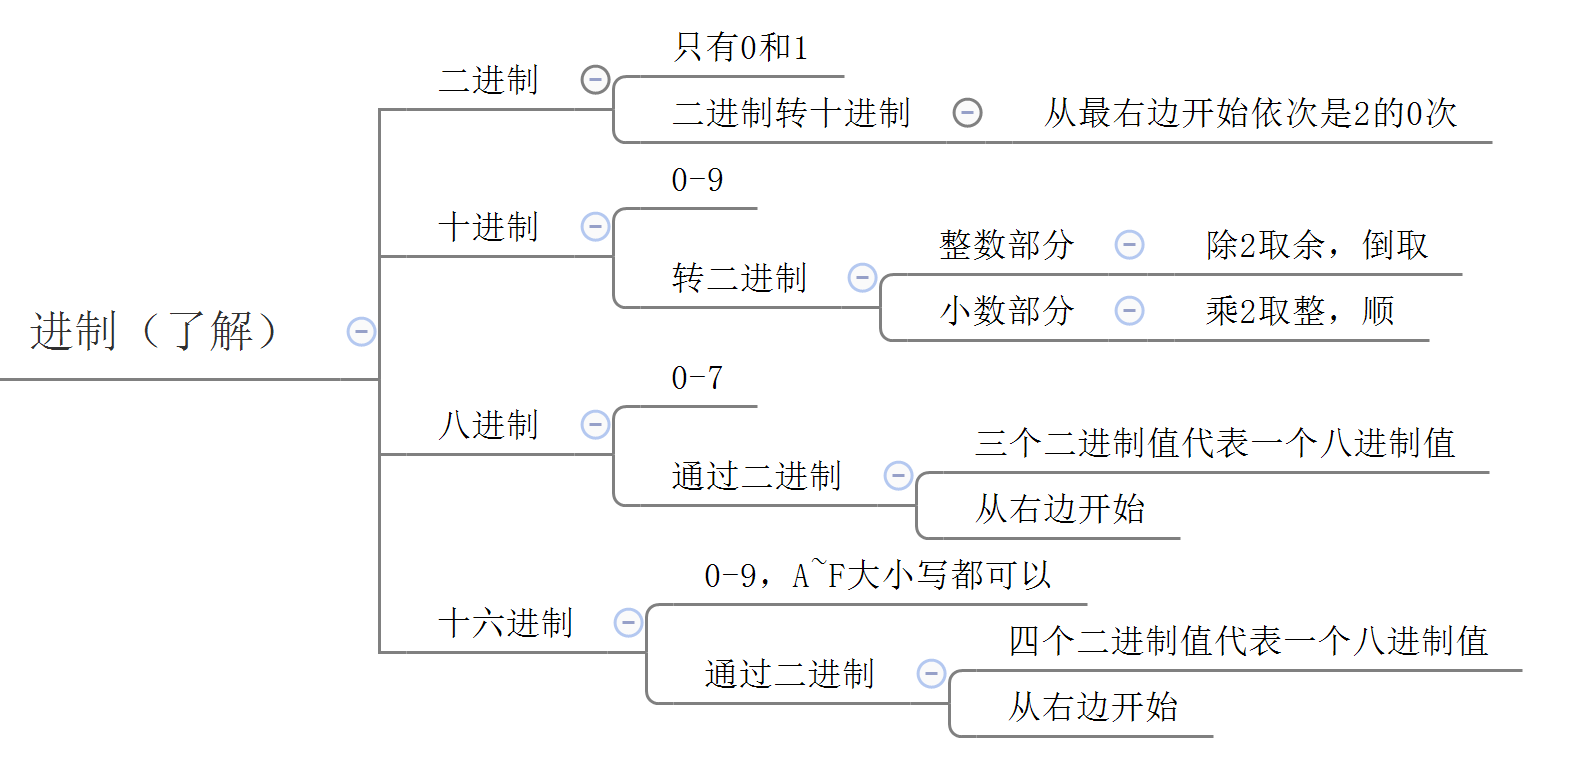 只有0和1
二进制
二进制转十进制
从最右边开始依次是2的0次
0-9
十进制
整数部分
除2取余，倒取
转二进制
小数部分
乘2取整，顺
进制（了解）
0-7
八进制
三个二进制值代表一个八进制值
通过二进制
从右边开始
0-9，A~F大小写都可以
十六进制
四个二进制值代表一个八进制值
通过二进制
从右边开始